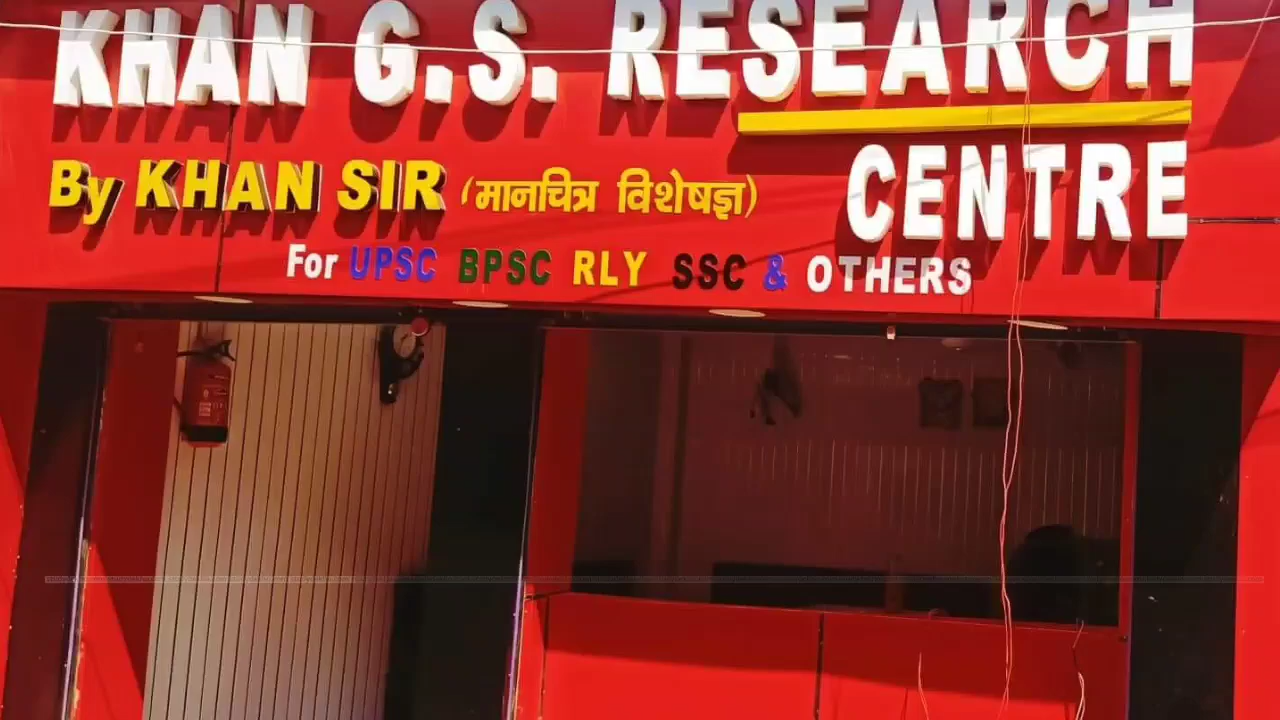 KHAN G.S. RESEARCH
CENTRE
By KHAN SIR (मानचित्र विशेषज्ञ)
For UPSC BPSC RLY SSC & OTHERS